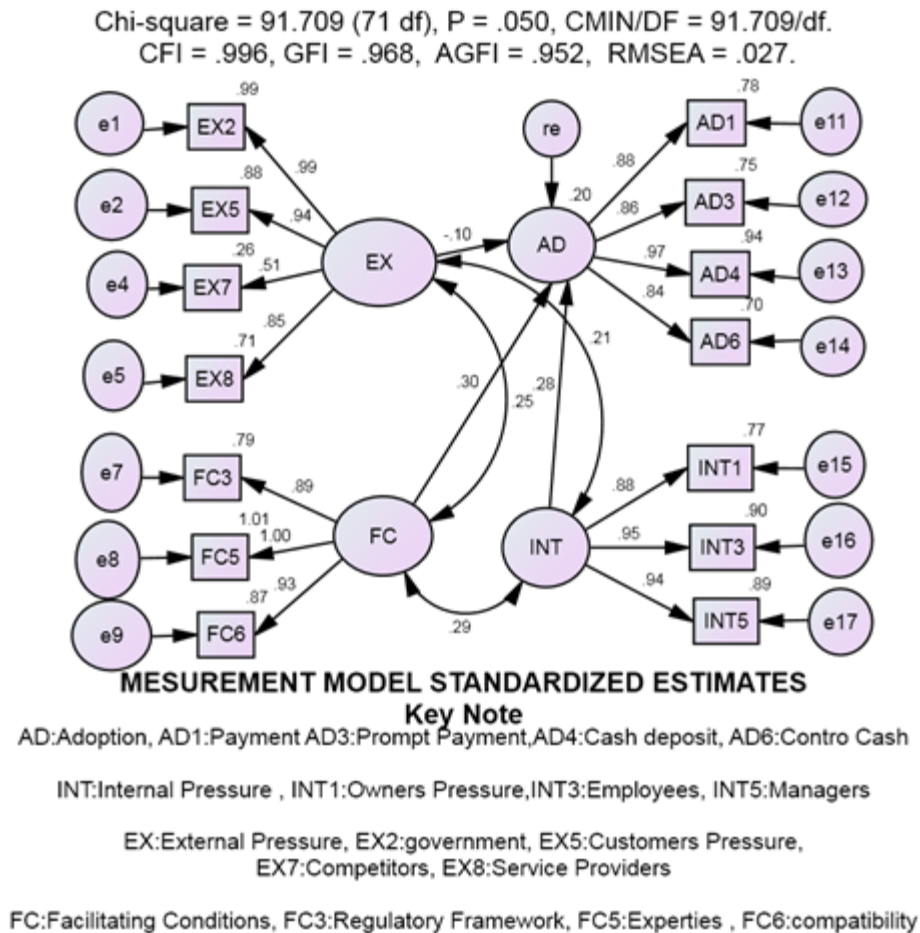 Chi-square = 91.709 (71 df), P = .050, CMIN/DF = 91.709/df.
CFI = .996, GFI = .968, AGFI = .952, RMSEA = .027.
.99
e1
EX2
.99
.88
e2
EX5
.94
.26
e4
EX7
.51
.71
e5
EX8
.85
EX
-.10
re
.20
AD
.78
.88
AD1
e11
.75
.86
AD3
e12
.94
.97
AD4
e13
.84
.70
AD6
e14
.21
.30
.28
.25
.79
e7
FC3
.89
1.01
e8
FC5
1.00
.87
e9
FC6
.93
FC
.29
INT
.77
.88
INT1
e15
.90
.95
INT3
e16
.89
.94
INT5
e17
MESUREMENT MODEL STANDARDIZED ESTIMATES
Key Note
AD:Adoption, AD1:Payment AD3:Prompt Payment,AD4:Cash deposit, AD6:Contro Cash
INT:Internal Pressure , INT1:Owners Pressure,INT3:Employees, INT5:Managers
EX:External Pressure, EX2:government, EX5:Customers Pressure,
EX7:Competitors, EX8:Service Providers
FC:Facilitating Conditions, FC3:Regulatory Framework, FC5:Experties , FC6:compatibility